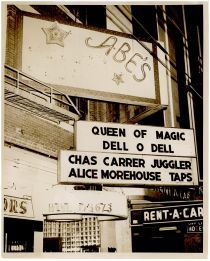 ABE'S
QUEEN OF MAGIC
DELL O DELL
CHAS CARRER JUGGLER
ALICE MOREHOUSE TAPS
RENT-A-CAR